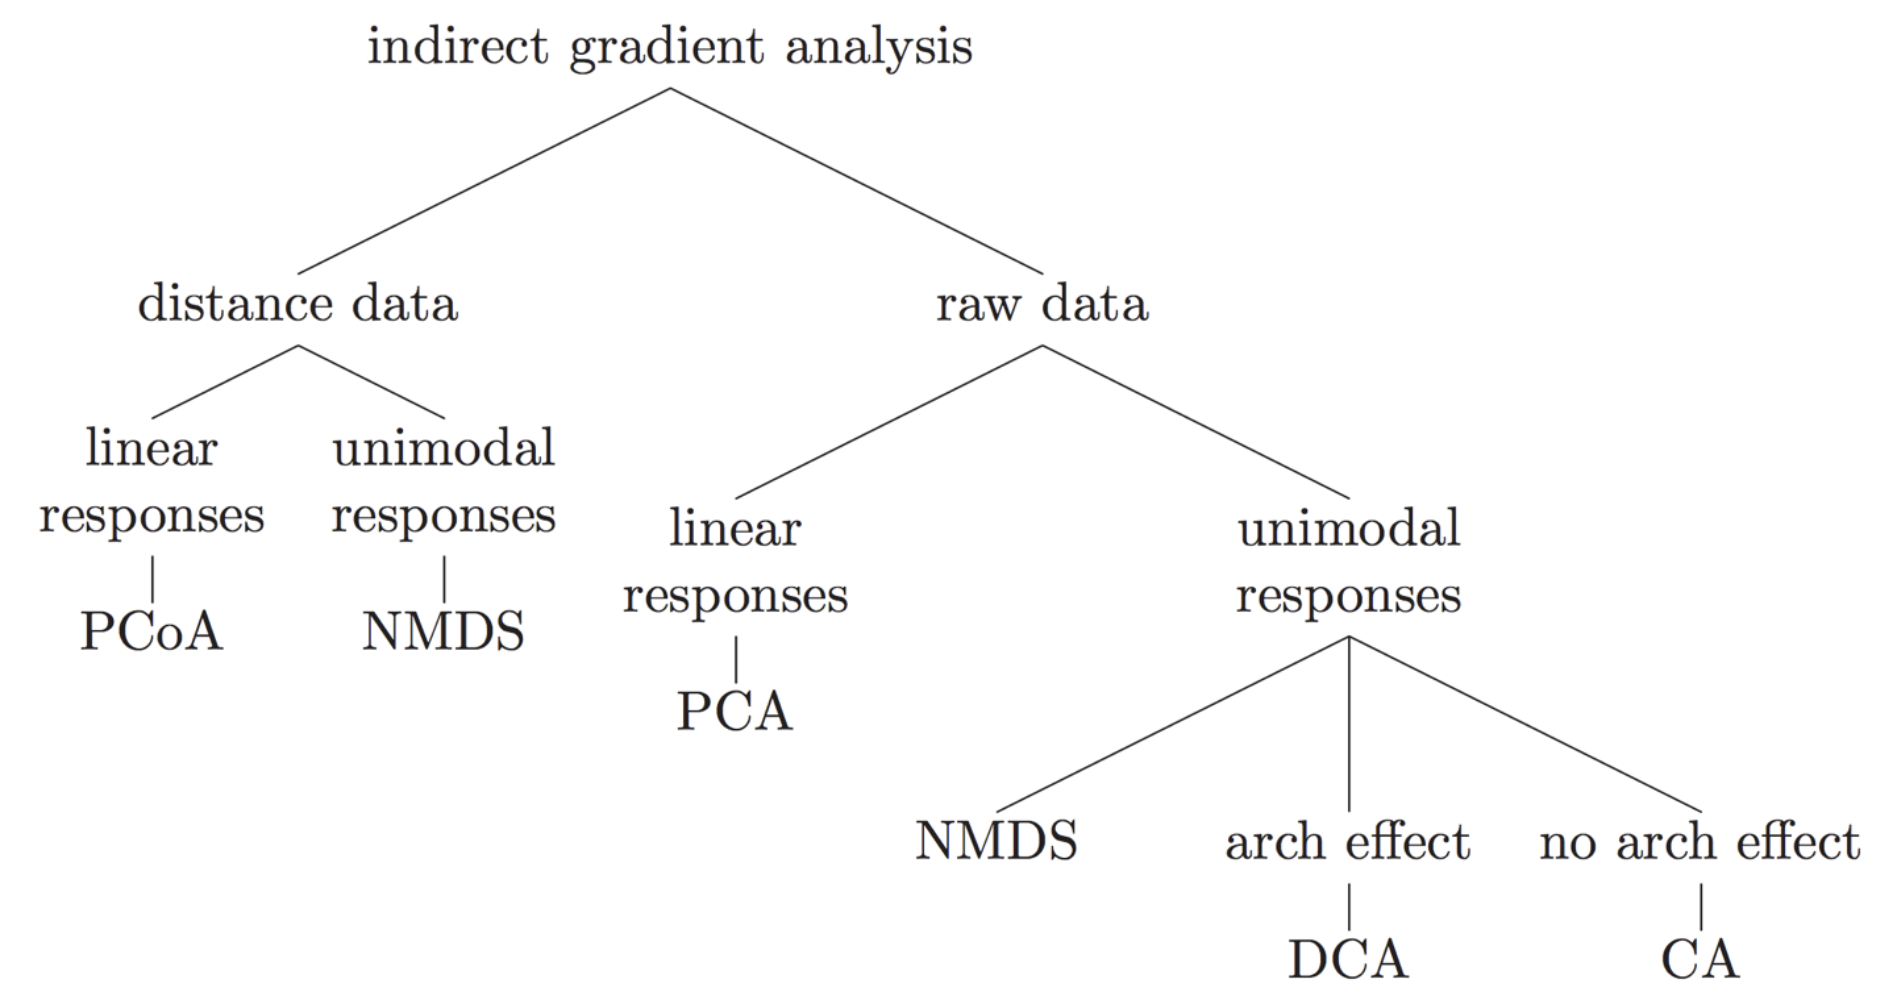 indirect gradient analysis
distance data
raw data
linear
responses
unimodal
responses
linear
responses
unimodal
responses
PCoA
NMDS
PCA
NMDS
arch effect
no arch effect
DCA
CA